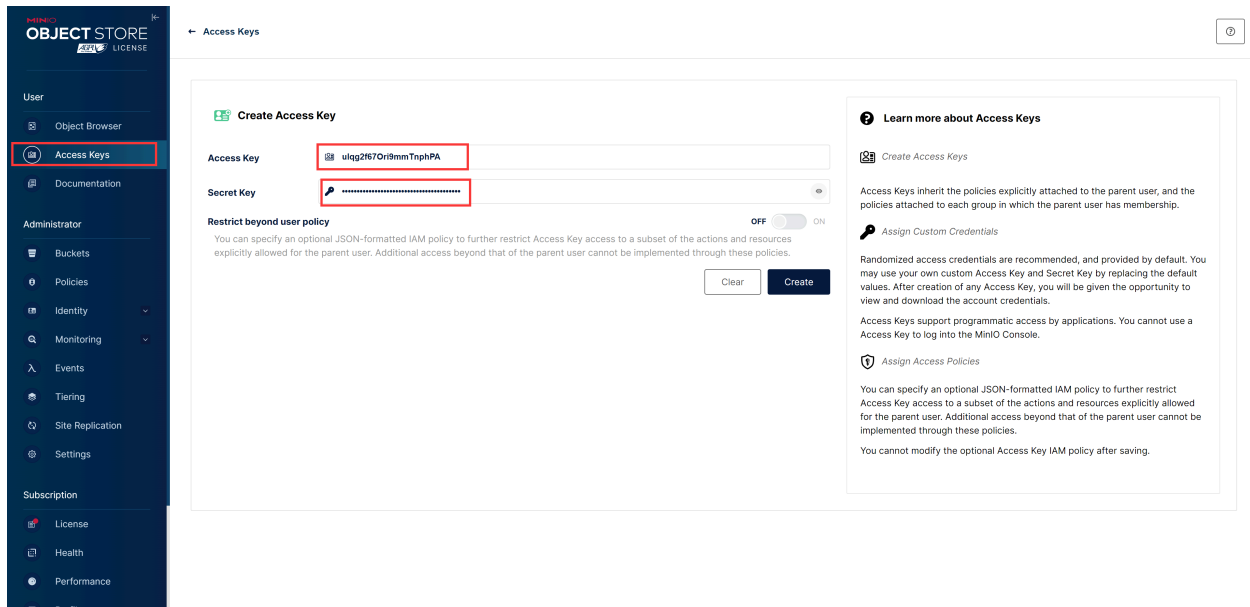 MINIO
OBJECT STORE
AGPLv3 LICENSE
User
Object Browser
Access Keys
Documentation
Administrator
Buckets
Policies
Identity
Monitoring
Events
Tiering
Site Replication
Settings
Subscription
License
Health
Performance
← Access Keys
Create Access Key
Access Key ulqg2f67Ori9mmTnphPA
Secret Key ••••••••••••••••••••••••••••••••••••••••
Restrict beyond user policy OFF ON
You can specify an optional JSON-formatted IAM policy to further restrict Access Key access to a subset of the actions and resources
explicitly allowed for the parent user. Additional access beyond that of the parent user cannot be implemented through these policies.
Clear Create
Learn more about Access Keys
Create Access Keys
Access Keys inherit the policies explicitly attached to the parent user, and the
policies attached to each group in which the parent user has membership.
Assign Custom Credentials
Randomized access credentials are recommended, and provided by default. You
may use your own custom Access Key and Secret Key by replacing the default
values. After creation of any Access Key, you will be given the opportunity to
view and download the account credentials.
Access Keys support programmatic access by applications. You cannot use a
Access Key to log into the MinIO Console.
Assign Access Policies
You can specify an optional JSON-formatted IAM policy to further restrict
Access Key access to a subset of the actions and resources explicitly allowed
for the parent user. Additional access beyond that of the parent user cannot be
implemented through these policies.
You cannot modify the optional Access Key IAM policy after saving.